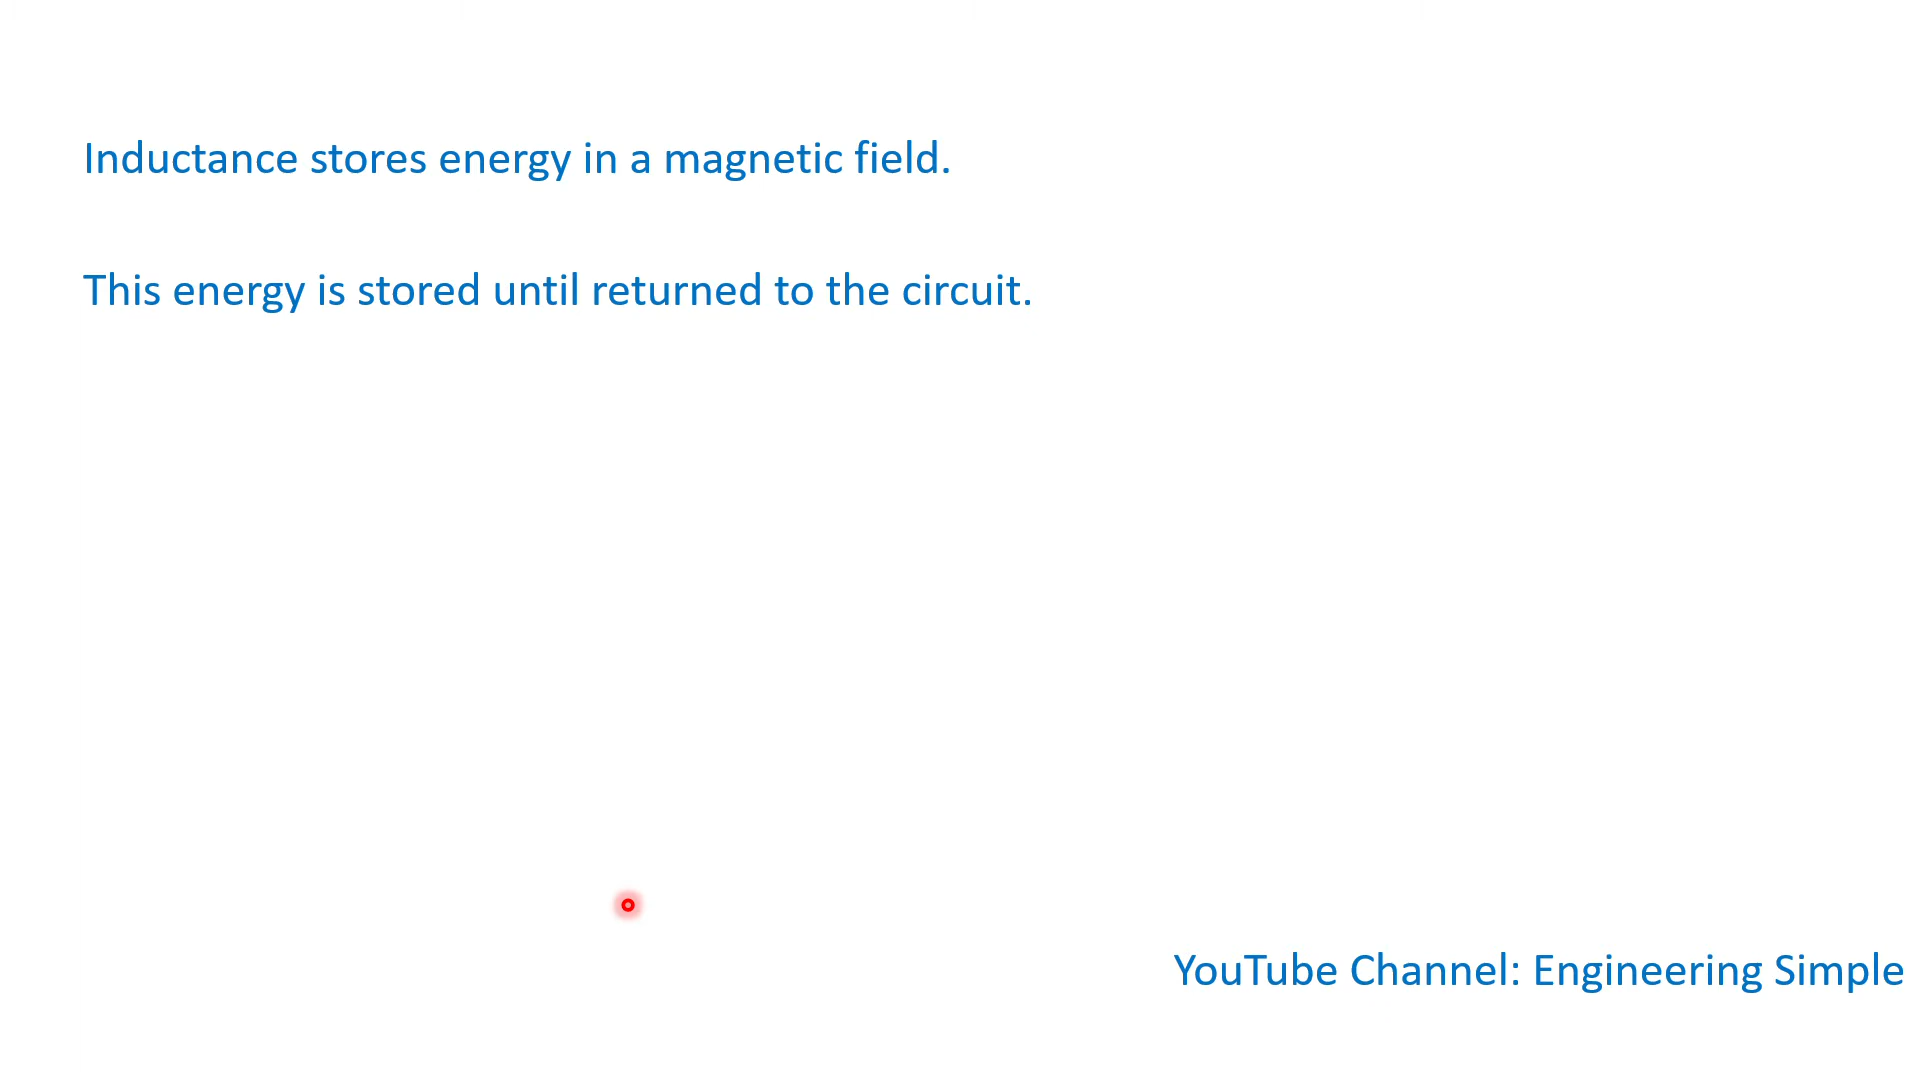 Inductance stores energy in a magnetic field.
This energy is stored until returned to the circuit.
YouTube Channel: Engineering Simple